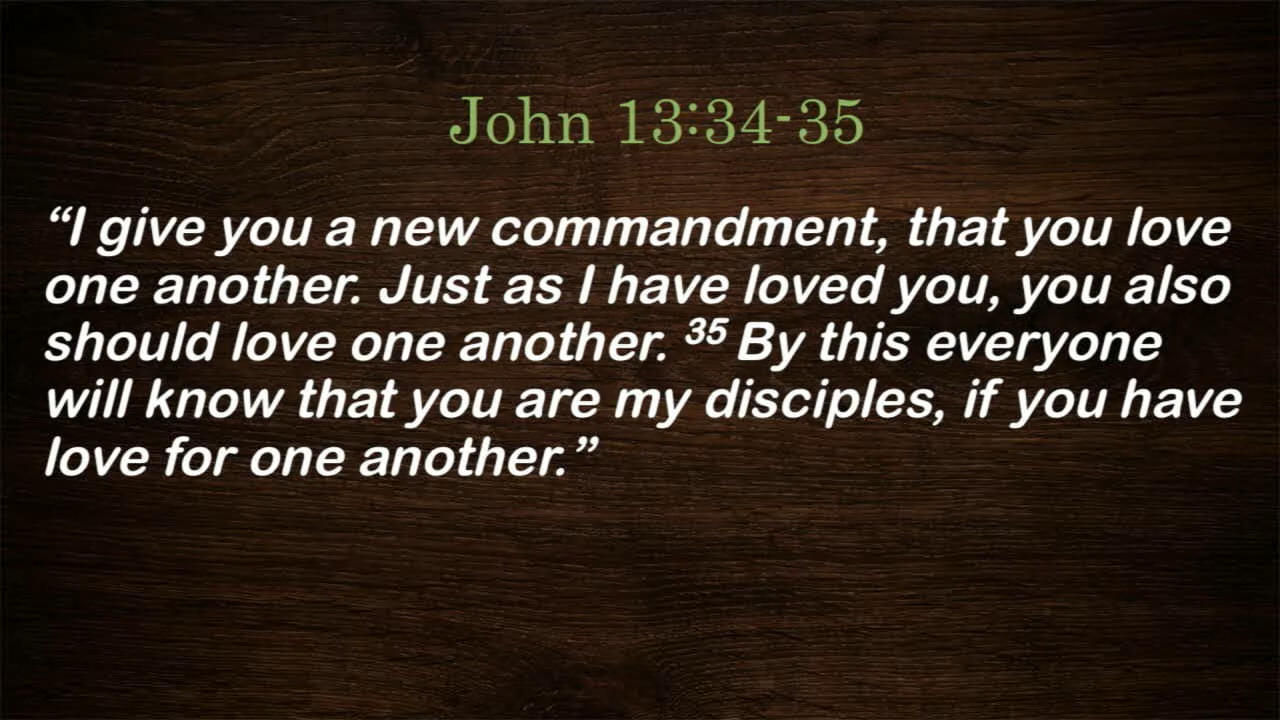 John 13:34-35
“I give you a new commandment, that you love
one another. Just as I have loved you, you also
should love one another. ³⁵ By this everyone
will know that you are my disciples, if you have
love for one another.”